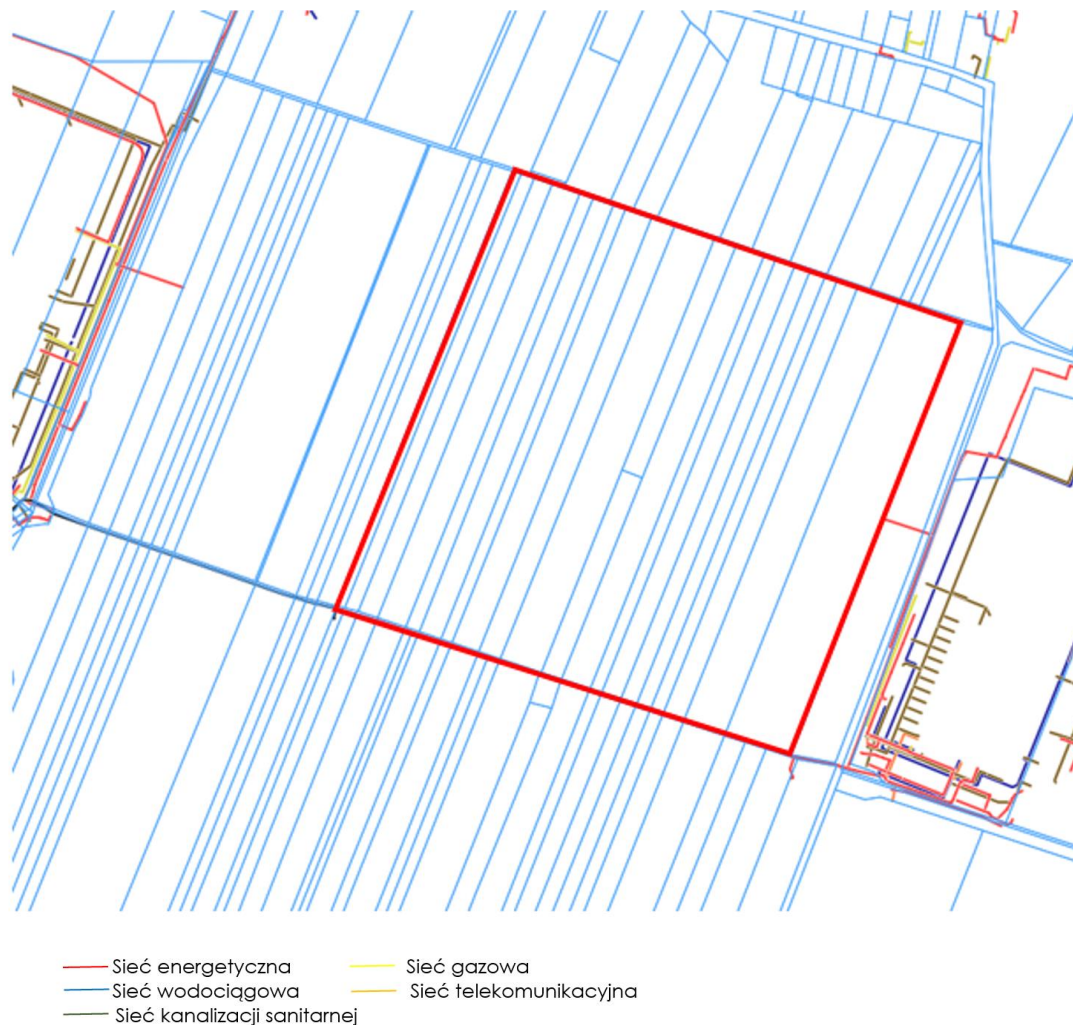 Sieć energetyczna
Sieć gazowa
Sieć wodociągowa
Sieć telekomunikacyjna
Sieć kanalizacji sanitarnej